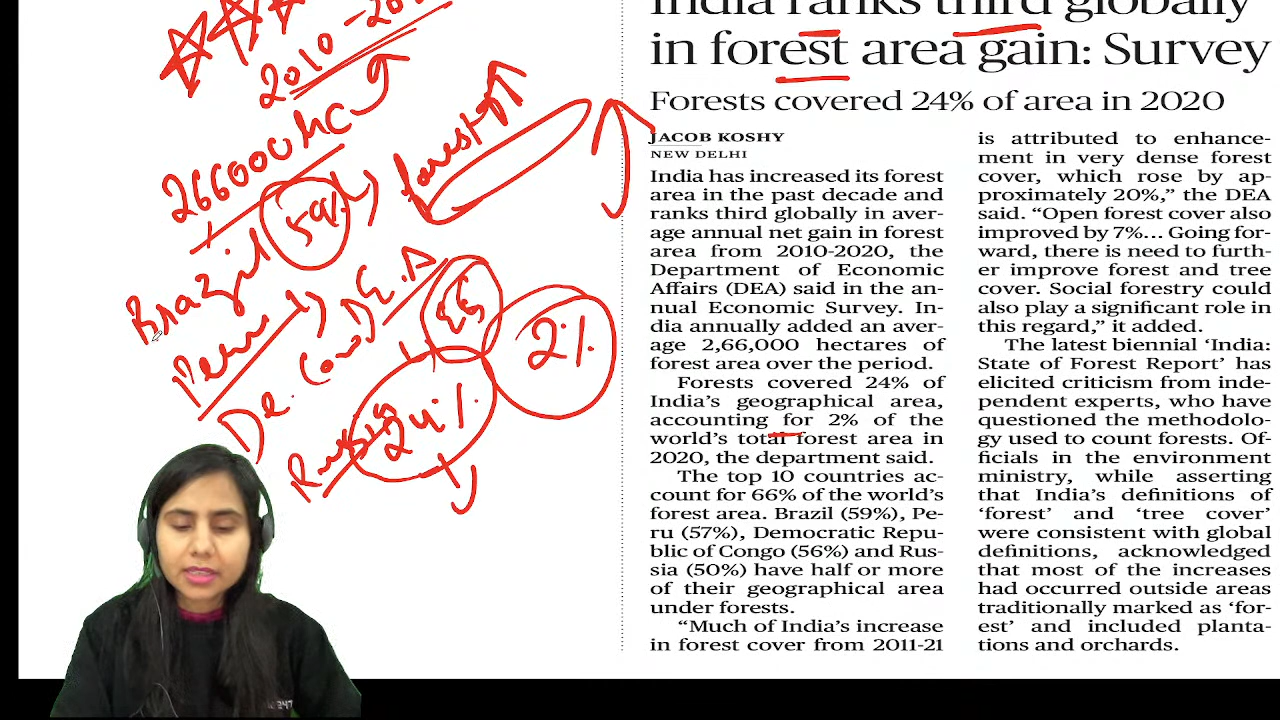 2010-20
266000 hc
forest
Brazil 59%
Peru
De. Cong
66
2%
Russia
24%
India ranks third globally
in forest area gain: Survey
Forests covered 24% of area in 2020
JACOB KOSHY
NEW DELHI
India has increased its forest
area in the past decade and
ranks third globally in aver-
age annual net gain in forest
area from 2010-2020, the
Department of Economic
Affairs (DEA) said in the an-
nual Economic Survey. In-
dia annually added an aver-
age 2,66,000 hectares of
forest area over the period.
Forests covered 24% of
India's geographical area,
accounting for 2% of the
world's total forest area in
2020, the department said.
The top 10 countries ac-
count for 66% of the world's
forest area. Brazil (59%), Pe-
ru (57%), Democratic Repu-
blic of Congo (56%) and Rus-
sia (50%) have half or more
of their geographical area
under forests.
“Much of India's increase
in forest cover from 2011-21
is attributed to enhance-
ment in very dense forest
cover, which rose by ap-
proximately 20%,” the DEA
said. “Open forest cover also
improved by 7%... Going for-
ward, there is need to furth-
er improve forest and tree
cover. Social forestry could
also play a significant role in
this regard,” it added.
The latest biennial ‘India:
State of Forest Report’ has
elicited criticism from inde-
pendent experts, who have
questioned the methodolo-
gy used to count forests. Of-
ficials in the environment
ministry, while asserting
that India's definitions of
‘forest’ and ‘tree cover’
were consistent with global
definitions, acknowledged
that most of the increases
had occurred outside areas
traditionally marked as ‘for-
est’ and included planta-
tions and orchards.